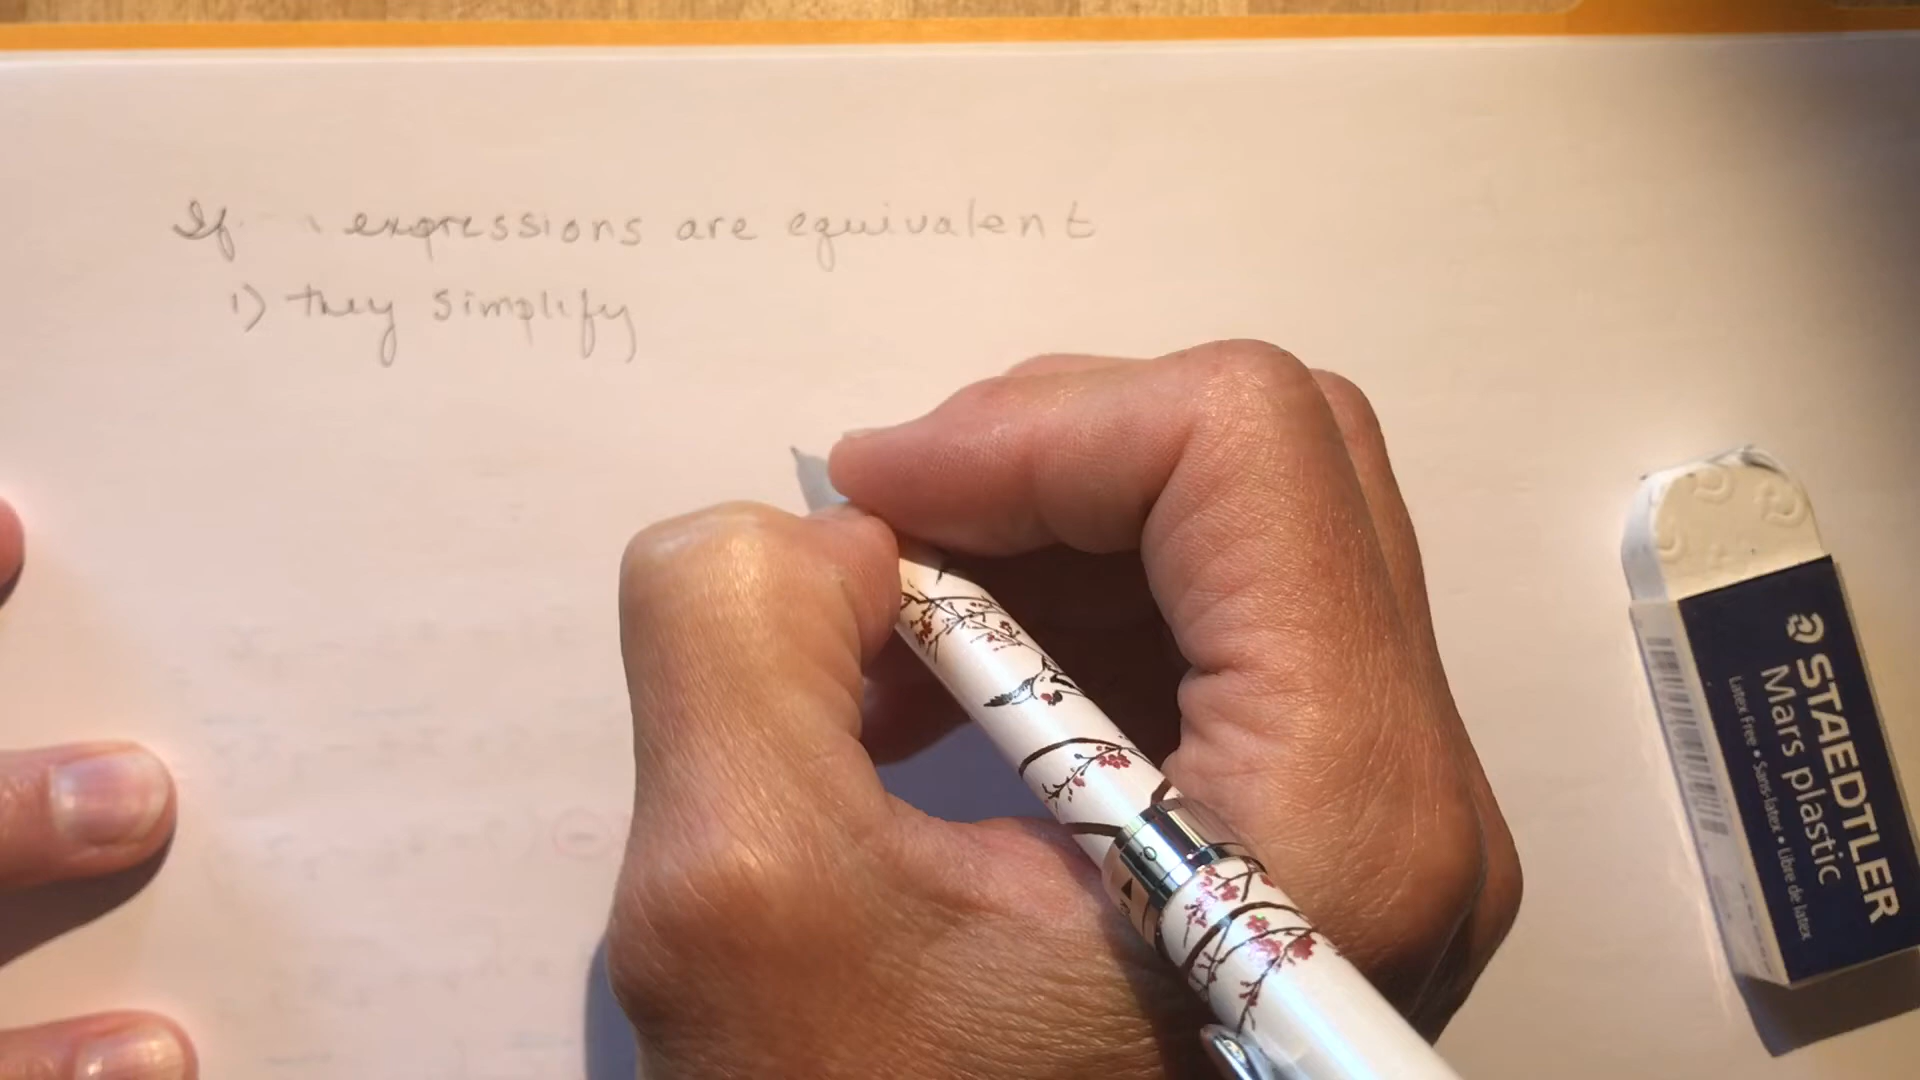 If expressions are equivalent
1) they simplify
STAEDTLER
Mars plastic
Latex Free • Sans-latex • Libre de latex